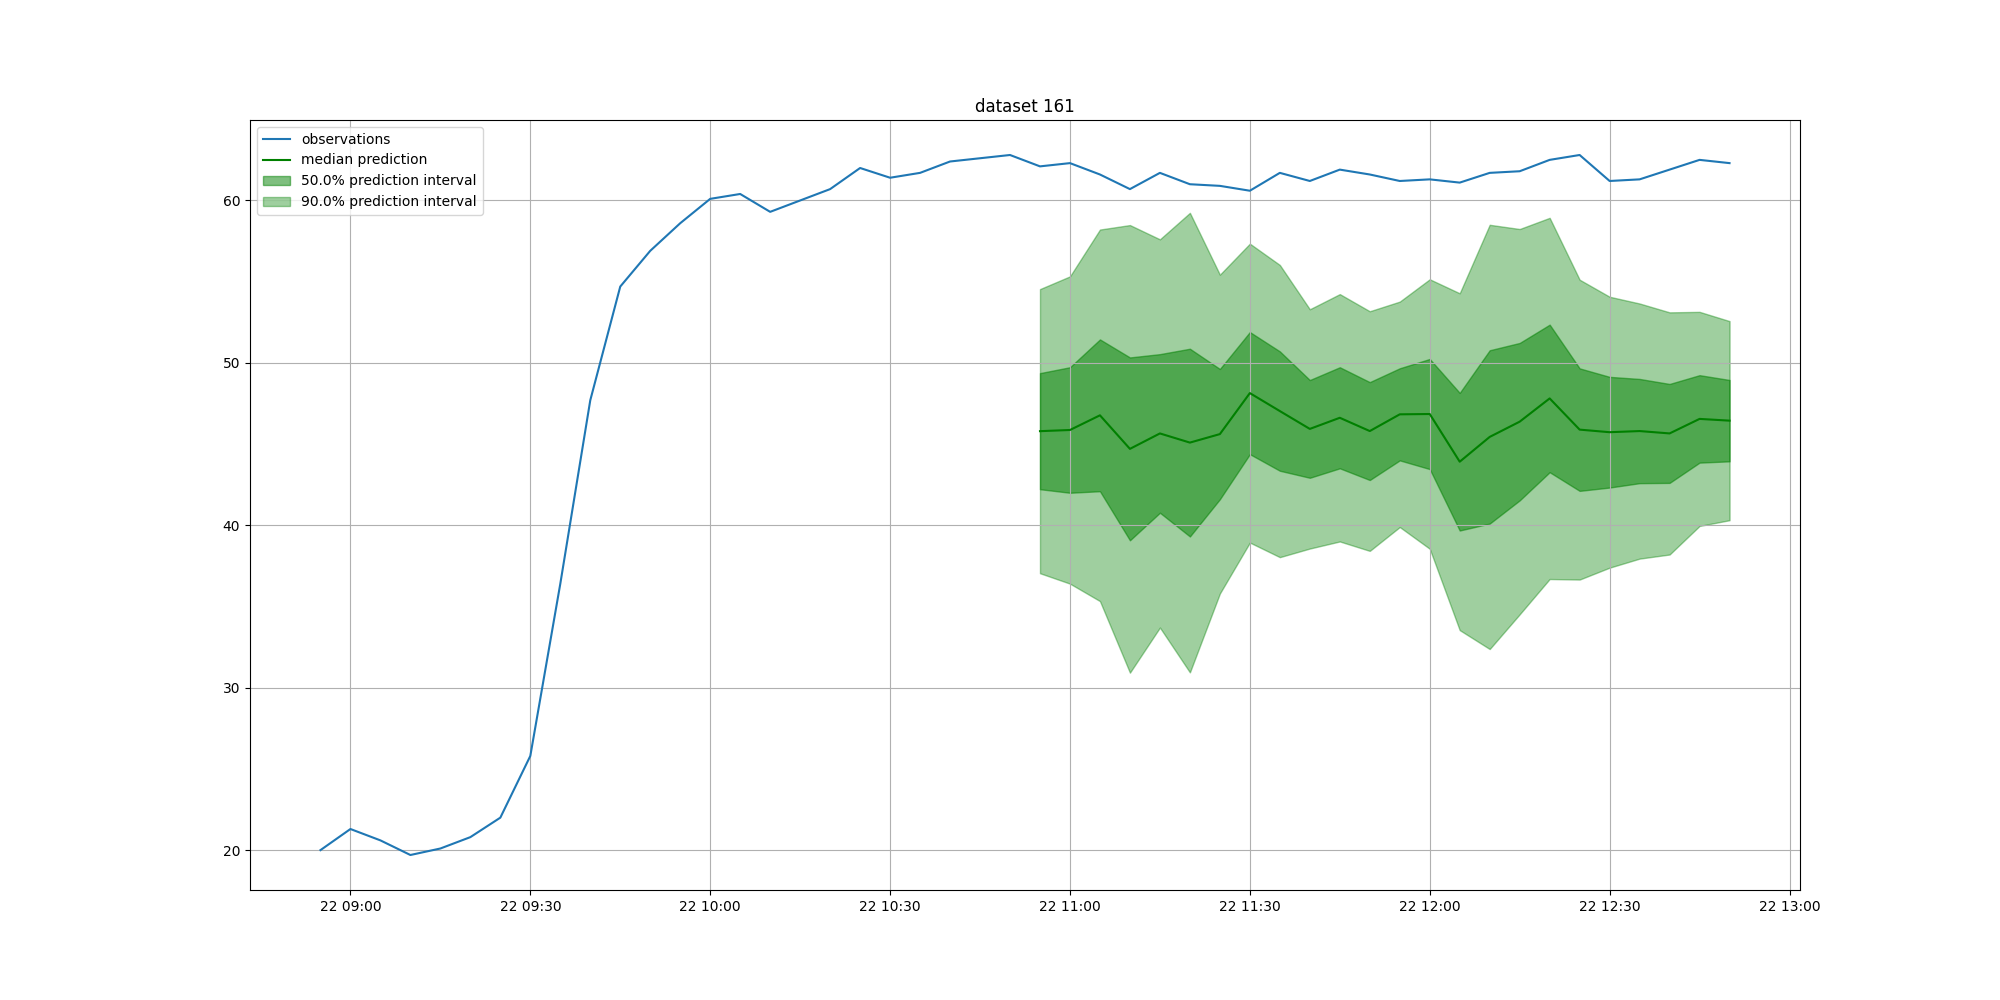 dataset 161
observations
median prediction
50.0% prediction interval
90.0% prediction interval
60
50
40
30
20
22 09:00
22 09:30
22 10:00
22 10:30
22 11:00
22 11:30
22 12:00
22 12:30
22 13:00